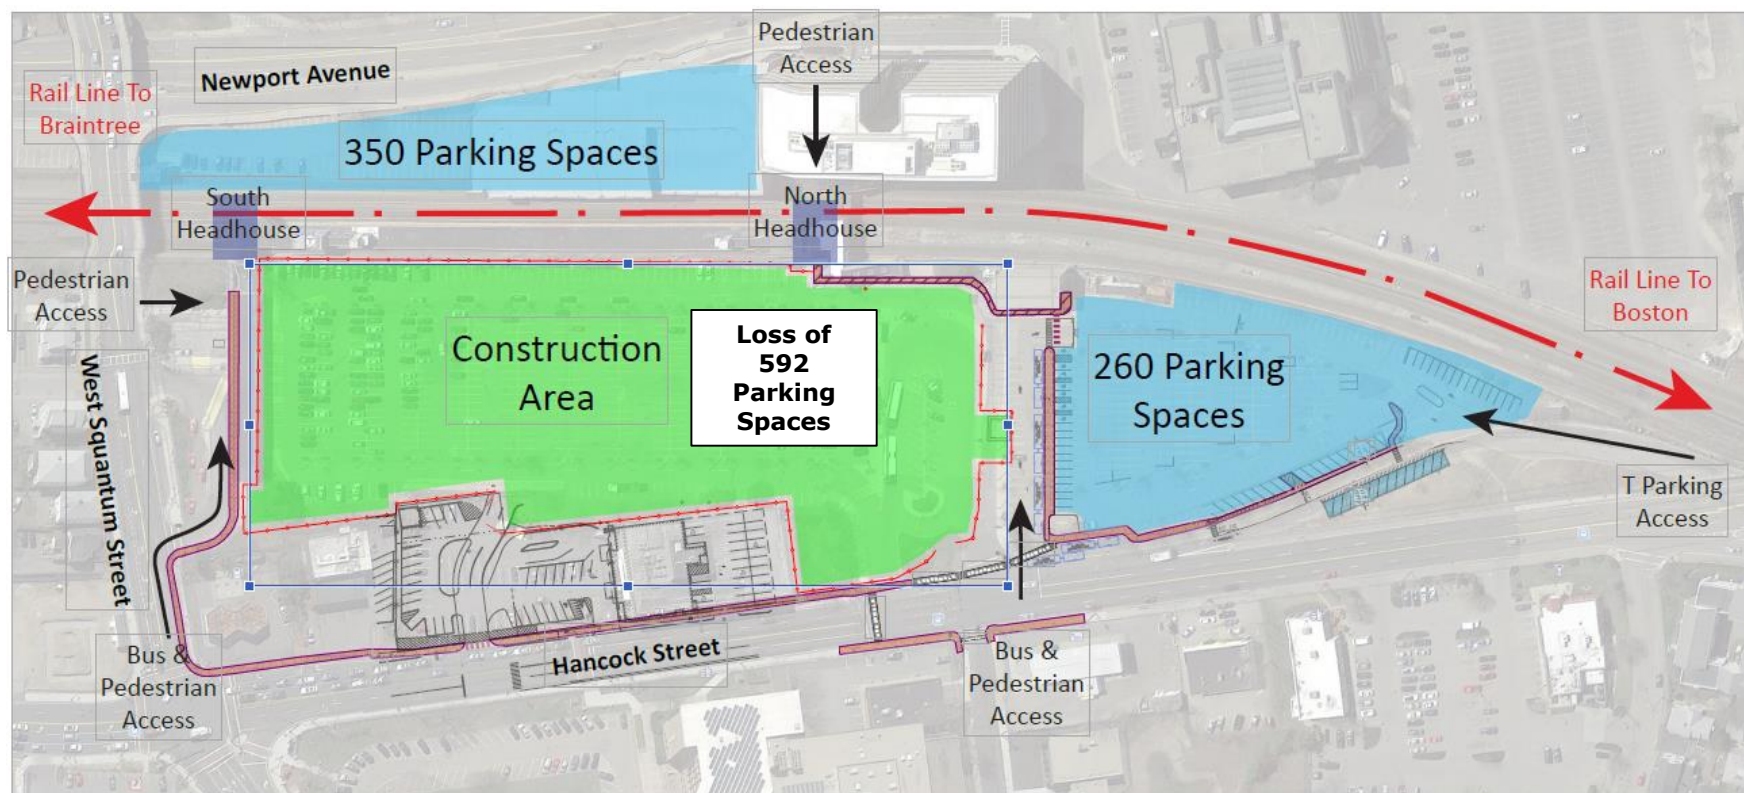 Pedestrian
Access
Newport Avenue
Rail Line To
Braintree
350 Parking Spaces
South
Headhouse
North
Headhouse
Pedestrian
Access
Rail Line To
Boston
Construction
Area
Loss of
592
Parking
Spaces
260 Parking
Spaces
West Squantum Street
T Parking
Access
Bus &
Pedestrian
Access
Hancock Street
Bus &
Pedestrian
Access